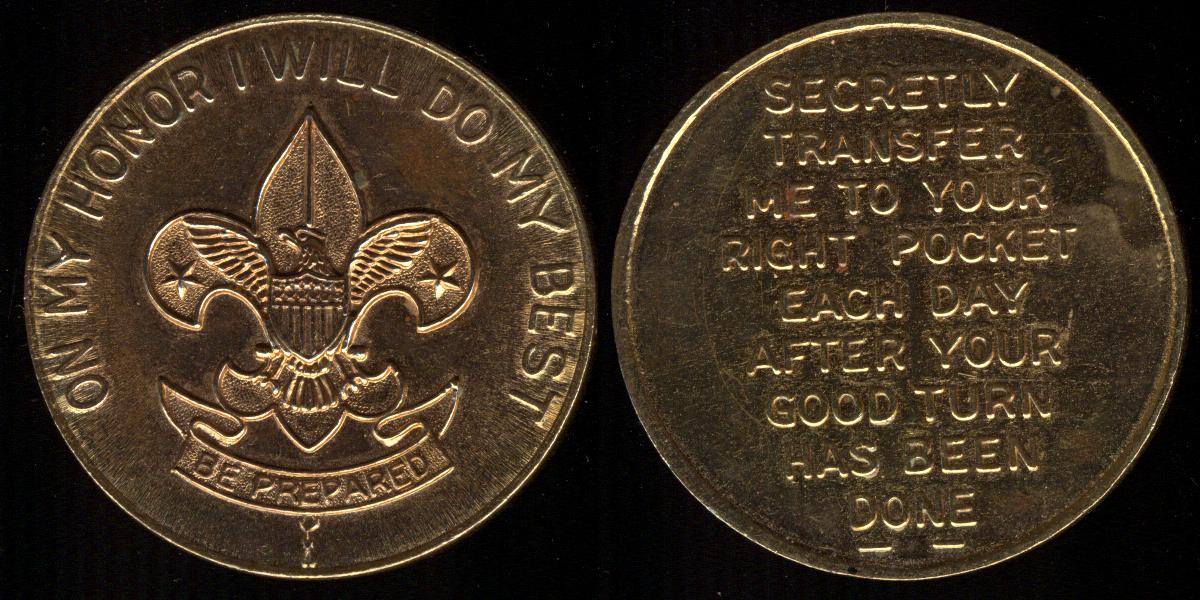 ON MY HONOR I WILL DO MY BEST
BE PREPARED
SECRETLY
TRANSFER
ME TO YOUR
RIGHT POCKET
EACH DAY
AFTER YOUR
GOOD TURN
HAS BEEN
DONE